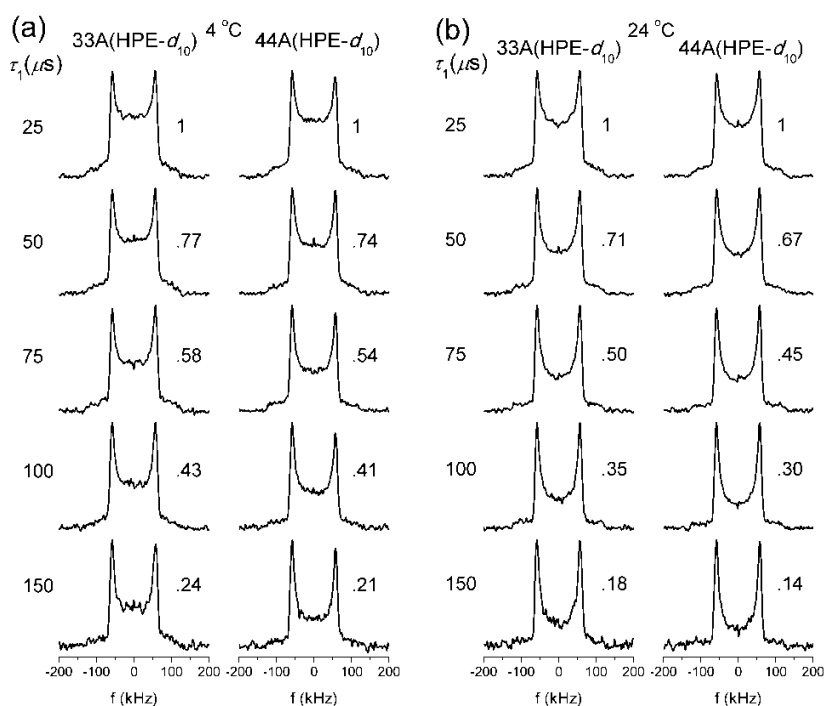 (a) 33A(HPE-d10) 4 °C 44A(HPE-d10)
τ1(μs)
25 1 1
50 .77 .74
75 .58 .54
100 .43 .41
150 .24 .21
-200 -100 0 100 200 -200 -100 0 100 200
f (kHz) f (kHz)
(b) 33A(HPE-d10) 24 °C 44A(HPE-d10)
τ1(μs)
25 1 1
50 .71 .67
75 .50 .45
100 .35 .30
150 .18 .14
-200 -100 0 100 200 -200 -100 0 100 200
f (kHz) f (kHz)